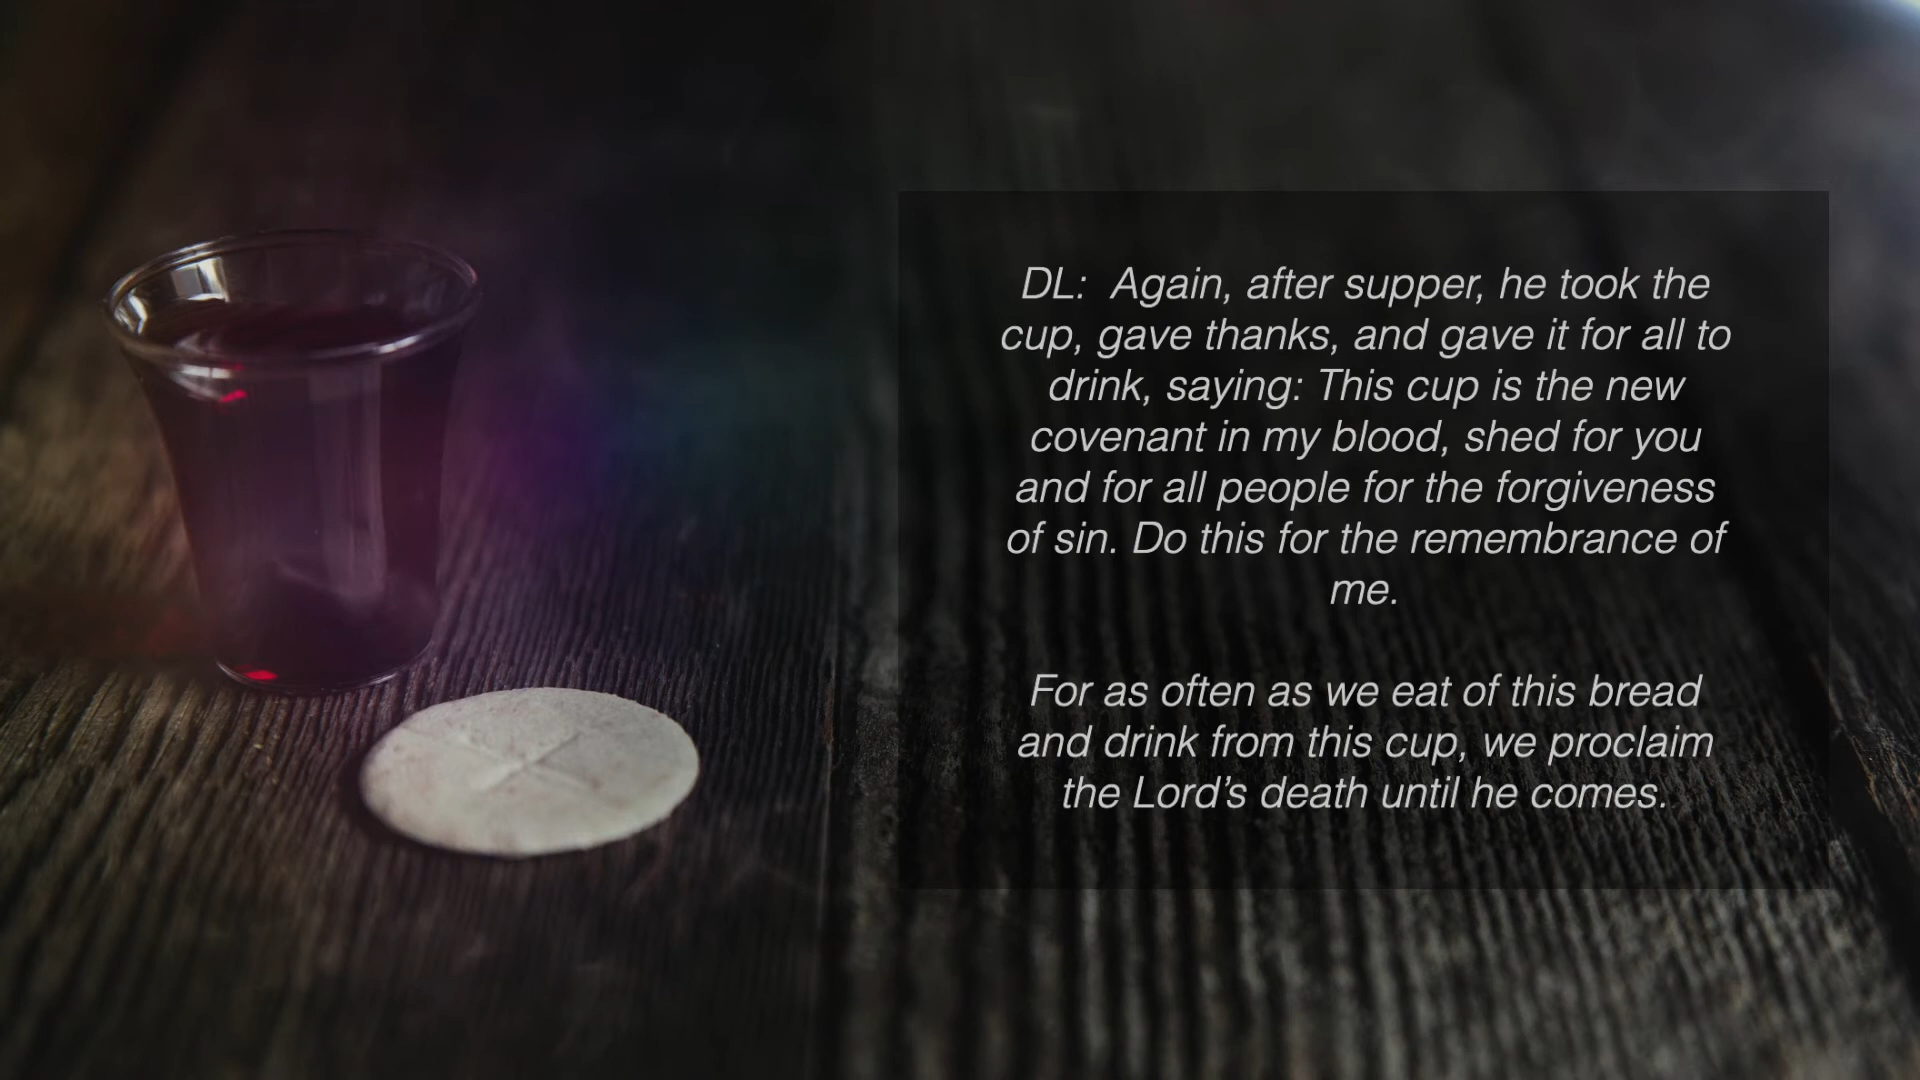 DL:  Again, after supper, he took the
cup, gave thanks, and gave it for all to
drink, saying: This cup is the new
covenant in my blood, shed for you
and for all people for the forgiveness
of sin. Do this for the remembrance of
me.
For as often as we eat of this bread
and drink from this cup, we proclaim
the Lord’s death until he comes.